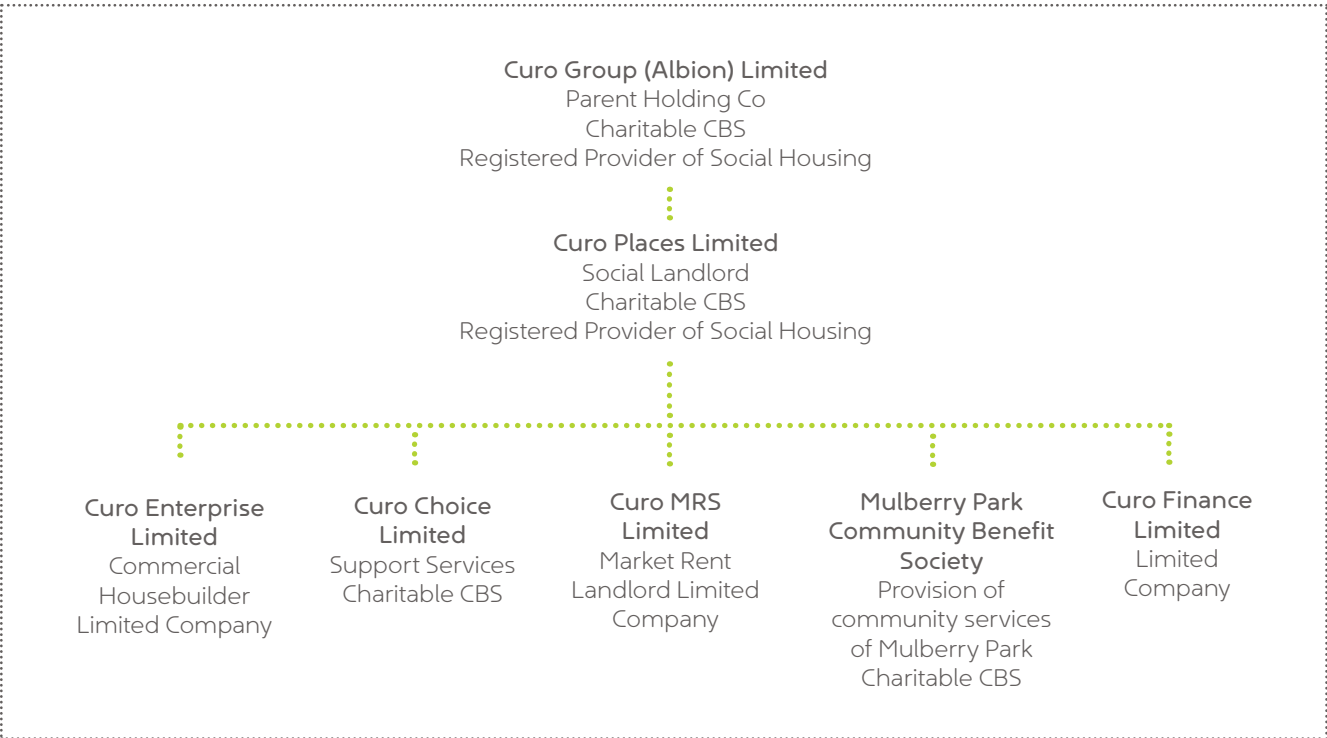 Curo Group (Albion) Limited
Parent Holding Co
Charitable CBS
Registered Provider of Social Housing
Curo Places Limited
Social Landlord
Charitable CBS
Registered Provider of Social Housing
Curo Enterprise
Limited
Commercial
Housebuilder
Limited Company
Curo Choice
Limited
Support Services
Charitable CBS
Curo MRS
Limited
Market Rent
Landlord Limited
Company
Mulberry Park
Community Benefit
Society
Provision of
community services
of Mulberry Park
Charitable CBS
Curo Finance
Limited
Limited
Company